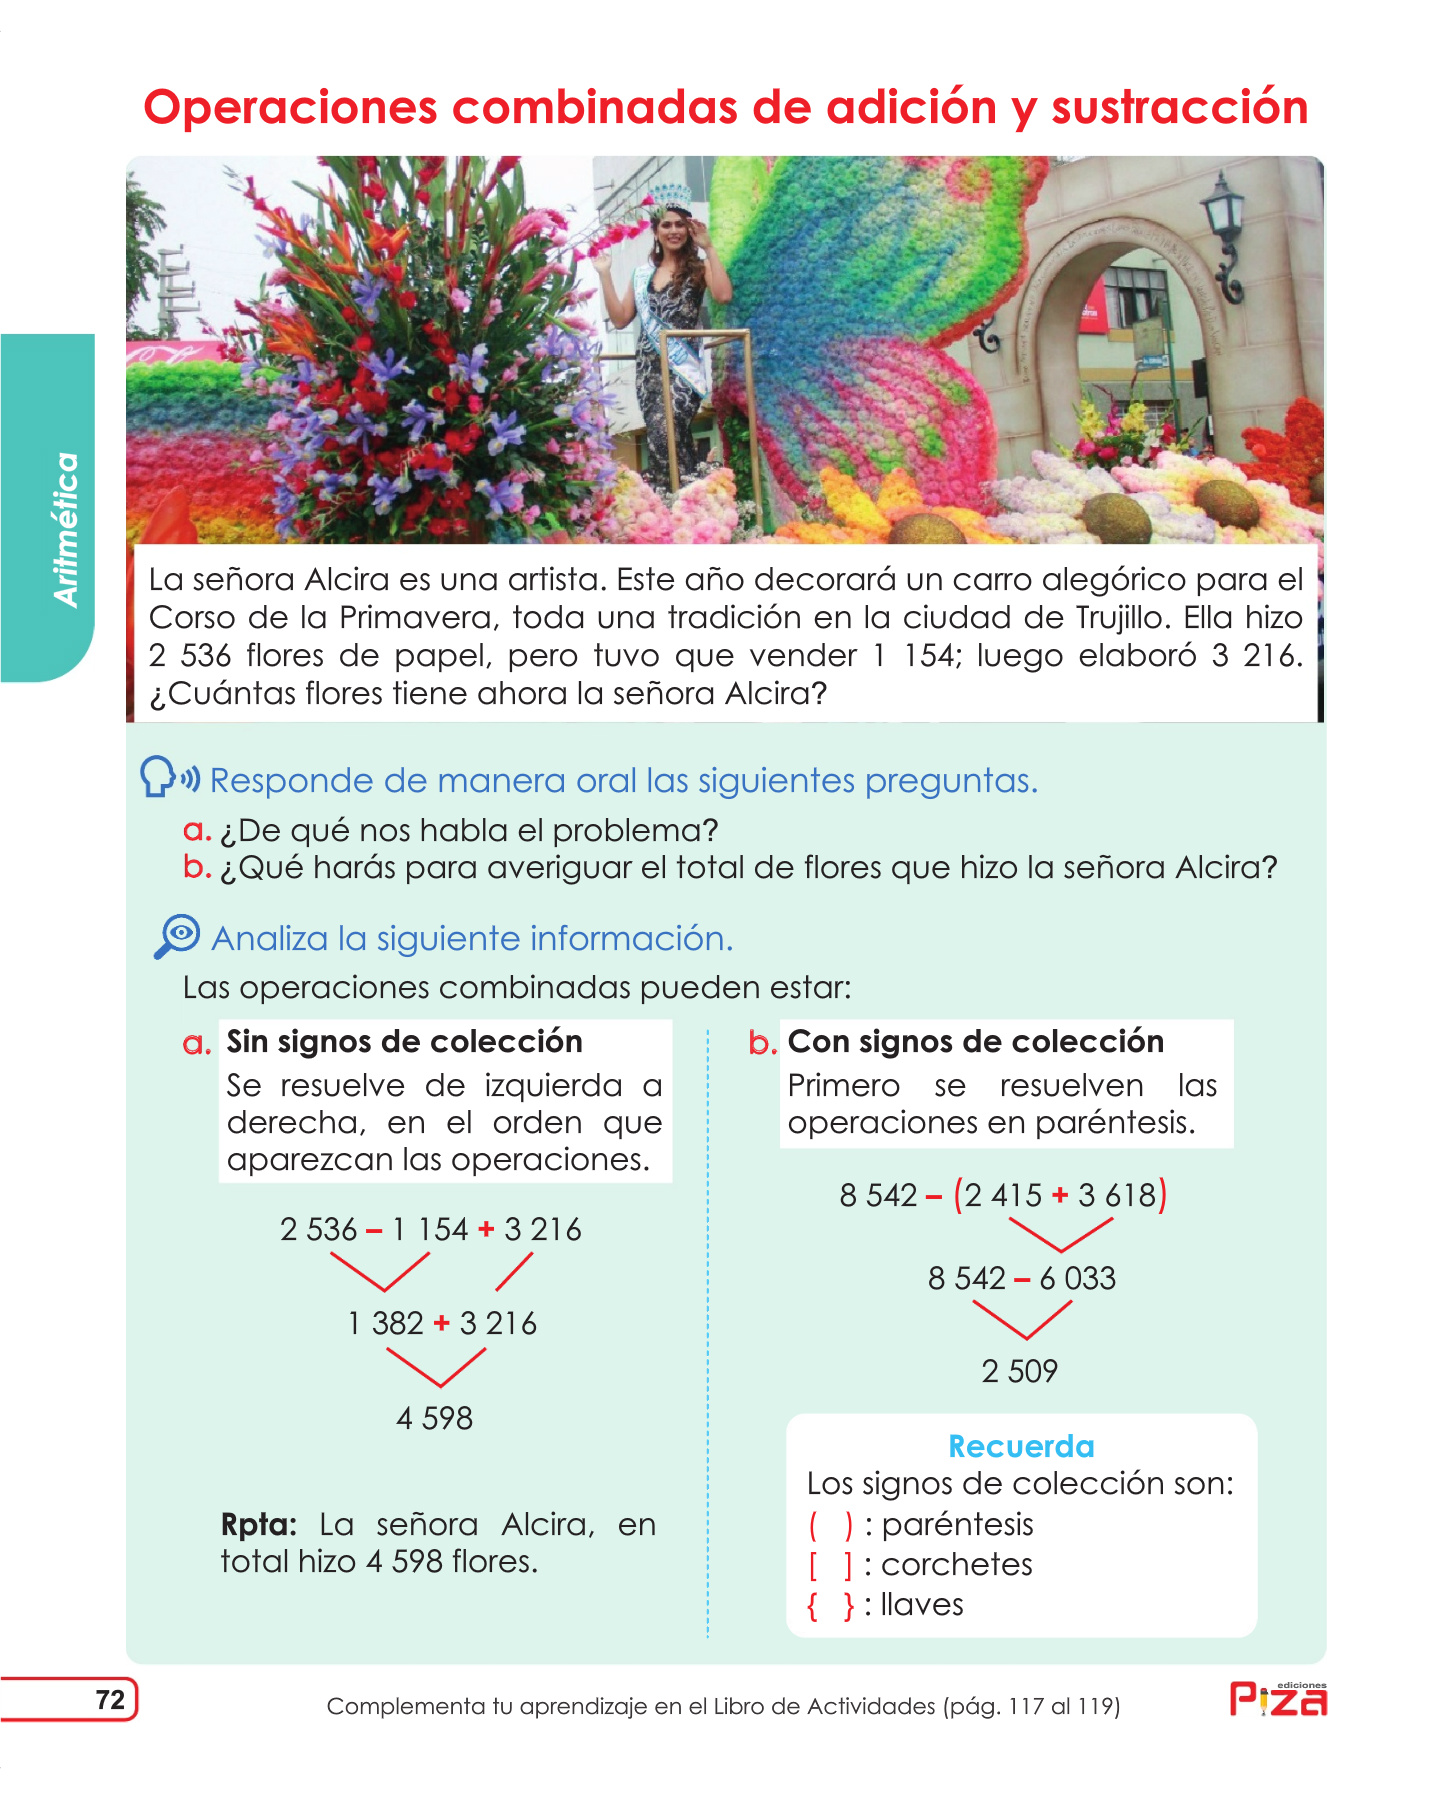 Operaciones combinadas de adición y sustracción
Aritmética
La señora Alcira es una artista. Este año decorará un carro alegórico para el
Corso de la Primavera, toda una tradición en la ciudad de Trujillo. Ella hizo
2 536 flores de papel, pero tuvo que vender 1 154; luego elaboró 3 216.
¿Cuántas flores tiene ahora la señora Alcira?
Responde de manera oral las siguientes preguntas.
a. ¿De qué nos habla el problema?
b. ¿Qué harás para averiguar el total de flores que hizo la señora Alcira?
Analiza la siguiente información.
Las operaciones combinadas pueden estar:
a. Sin signos de colección
Se resuelve de izquierda a
derecha, en el orden que
aparezcan las operaciones.
2 536 – 1 154 + 3 216
1 382 + 3 216
4 598
Rpta: La señora Alcira, en
total hizo 4 598 flores.
b. Con signos de colección
Primero se resuelven las
operaciones en paréntesis.
8 542 – (2 415 + 3 618)
8 542 – 6 033
2 509
Recuerda
Los signos de colección son:
( ) : paréntesis
[ ] : corchetes
{ } : llaves
72
Complementa tu aprendizaje en el Libro de Actividades (pág. 117 al 119)
ediciones
Piza